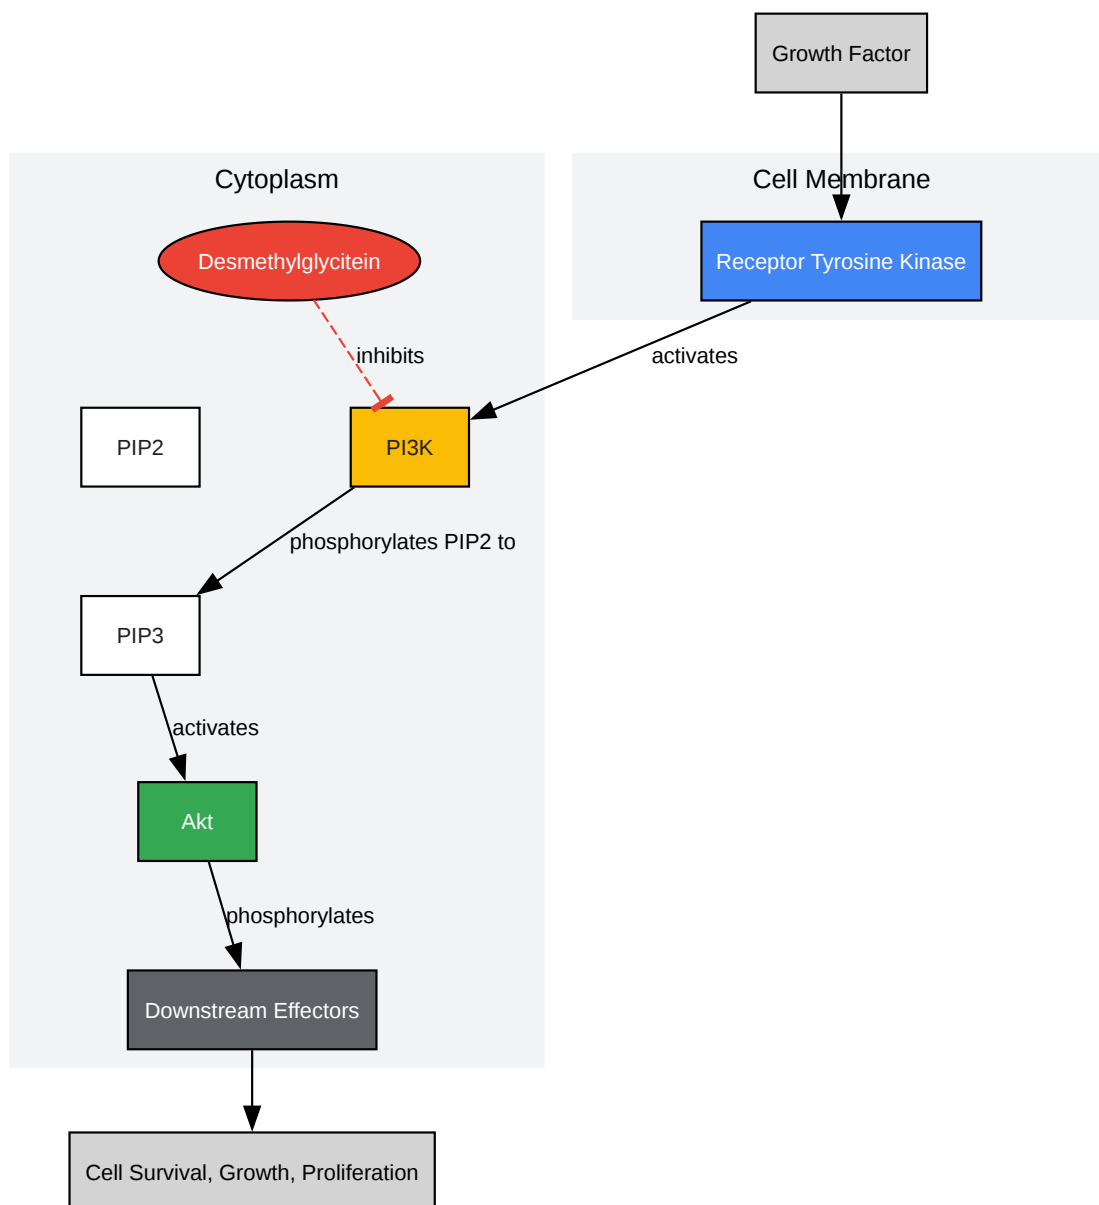 Growth Factor
Cytoplasm
Cell Membrane
Desmethylglycitein
Receptor Tyrosine Kinase
inhibits
activates
PIP2
PI3K
phosphorylates PIP2 to
PIP3
activates
Akt
phosphorylates
Downstream Effectors
Cell Survival, Growth, Proliferation